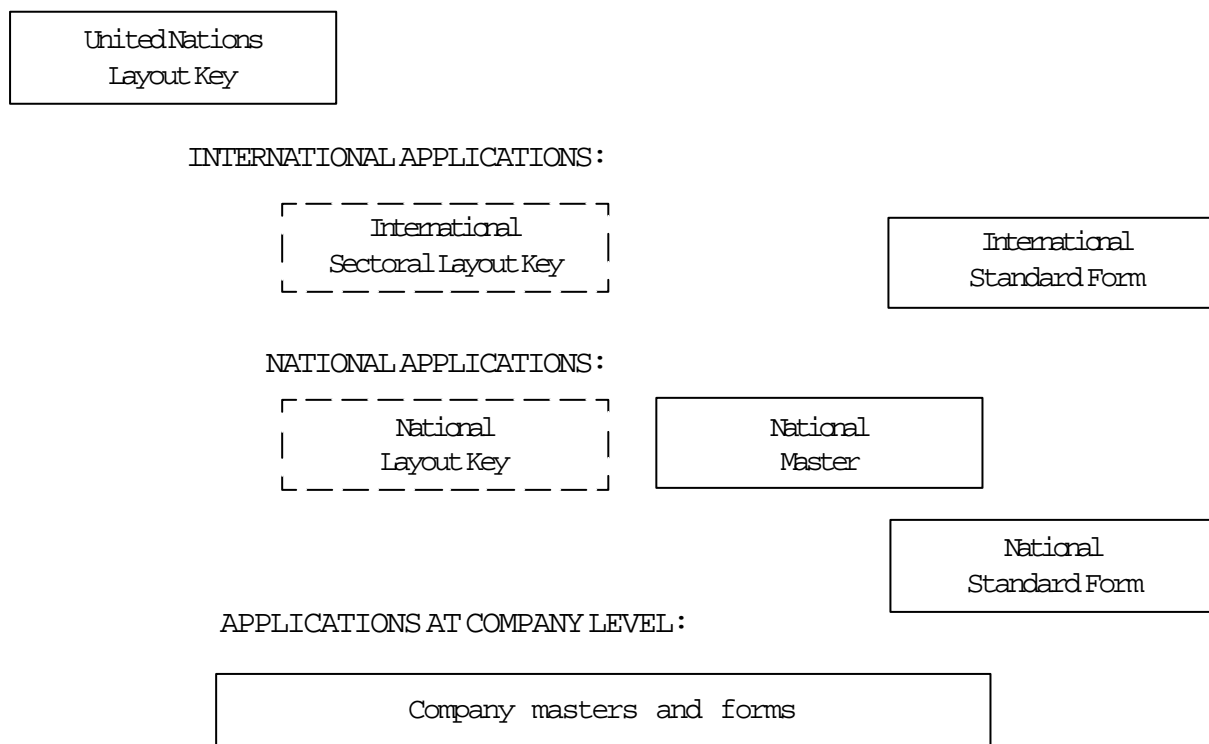 United Nations
Layout Key
INTERNATIONAL APPLICATIONS:
International
Sectoral Layout Key
International
Standard Form
NATIONAL APPLICATIONS:
National
Layout Key
National
Master
National
Standard Form
APPLICATIONS AT COMPANY LEVEL:
Company masters and forms